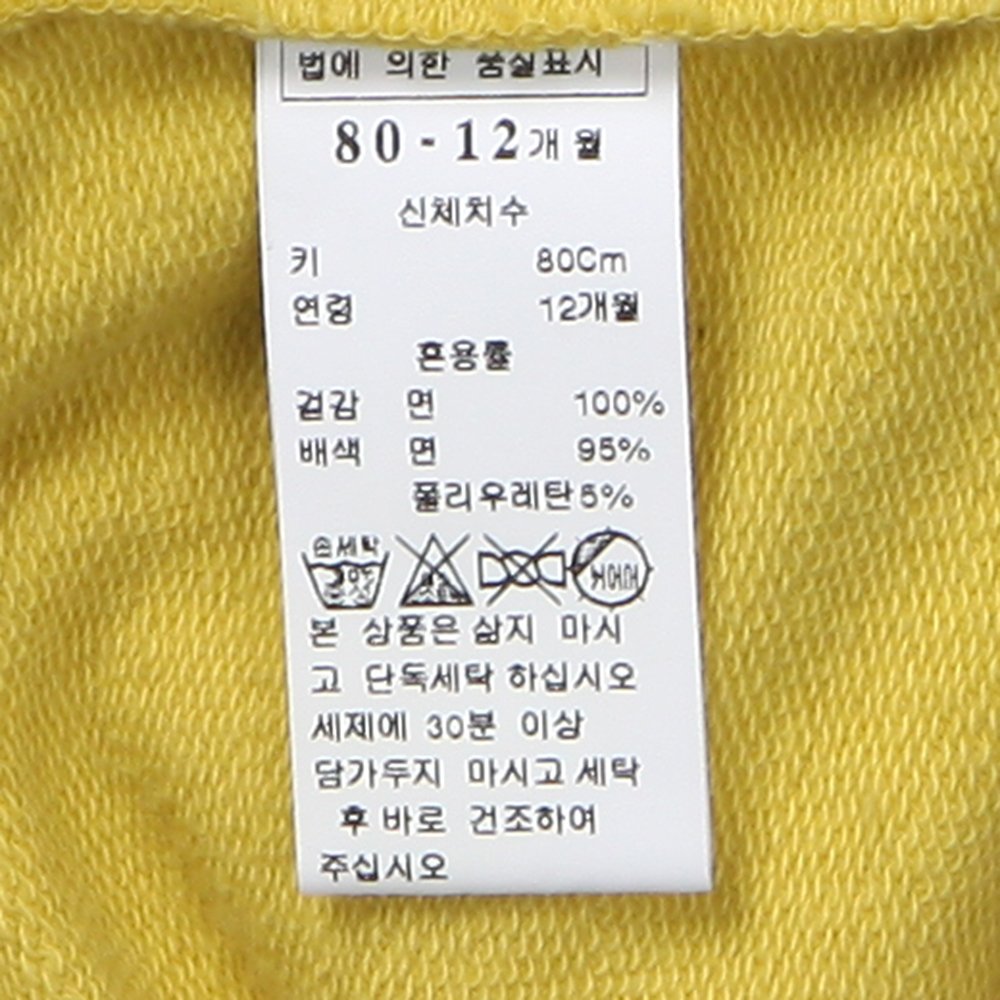 법에 의한 품질표시
80 - 12개월
신체치수
키 80Cm
연령 12개월
혼용률
겉감 면 100%
배색 면 95%
폴리우레탄 5%
손세탁
본 상품은 삶지 마시
고 단독세탁 하십시오
세제에 30분 이상
담가두지 마시고 세탁
후 바로 건조하여
주십시오